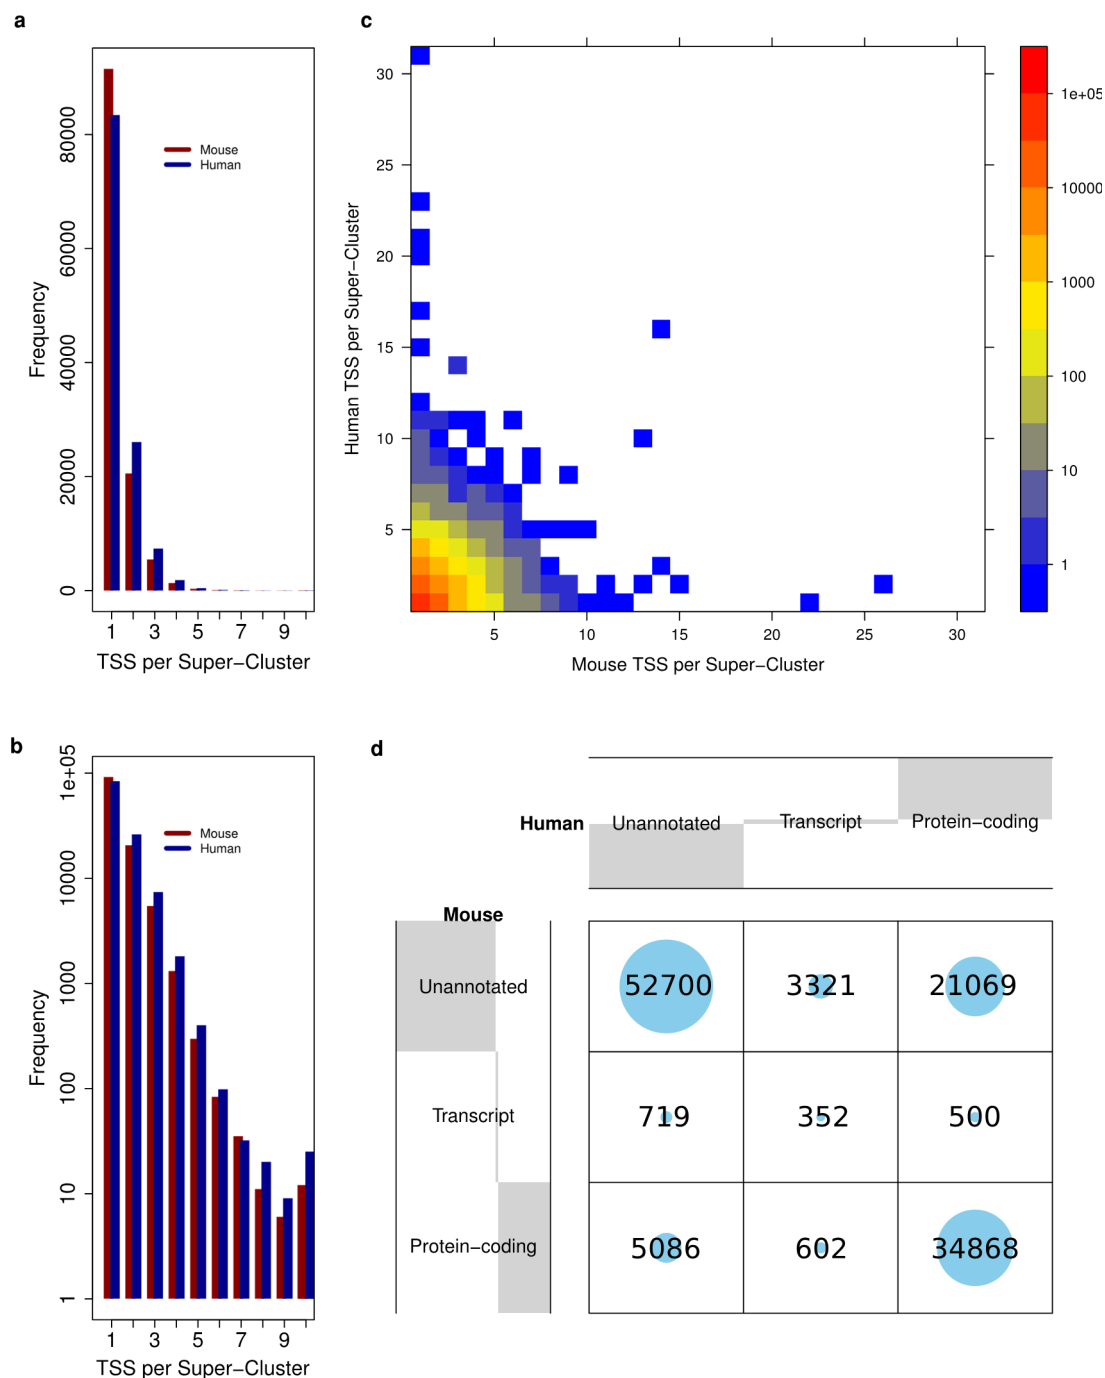 a
80000
60000
40000
20000
0
Frequency
Mouse
Human
1 3 5 7 9
TSS per Super−Cluster
c
30
25
20
15
10
5
Human TSS per Super−Cluster
5 10 15 20 25 30
Mouse TSS per Super−Cluster
1e+05
10000
1000
100
10
1
b
1e+05
10000
1000
100
10
1
Frequency
Mouse
Human
1 3 5 7 9
TSS per Super−Cluster
d
Human Unannotated Transcript Protein−coding
Mouse
Unannotated 52700 3321 21069
Transcript 719 352 500
Protein−coding 5086 602 34868